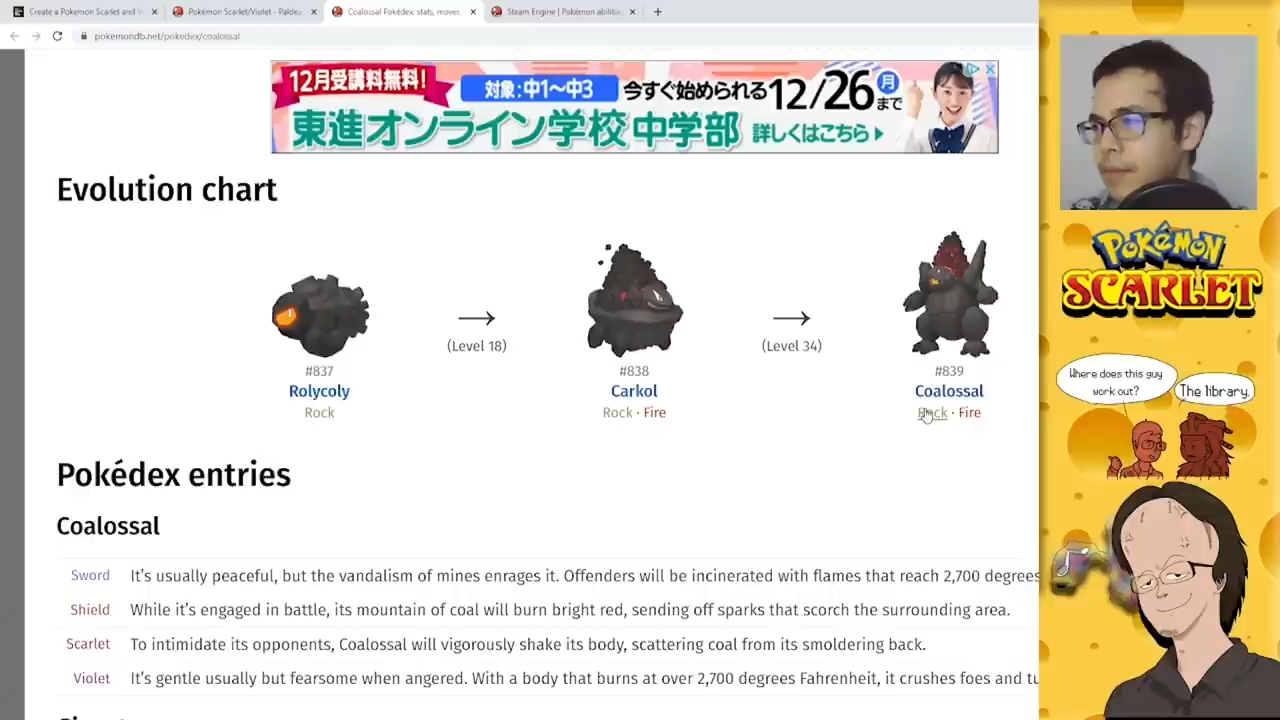 Create a Pokemon Scarlet and V
Pokémon Scarlet/Violet - Paldea
Coalossal Pokédex: stats, moves
Steam Engine | Pokémon abilities
pokemondb.net/pokedex/coalossal
12月受講料無料!
対象:中1~中3
今すぐ始められる12/26月まで
東進オンライン学校 中学部
詳しくはこちら
Evolution chart
(Level 18)
(Level 34)
#837
#838
#839
Rolycoly
Carkol
Coalossal
Rock
Rock · Fire
Rock · Fire
Pokédex entries
Coalossal
Sword It's usually peaceful, but the vandalism of mines enrages it. Offenders will be incinerated with flames that reach 2,700 degrees
Shield While it's engaged in battle, its mountain of coal will burn bright red, sending off sparks that scorch the surrounding area.
Scarlet To intimidate its opponents, Coalossal will vigorously shake its body, scattering coal from its smoldering back.
Violet It's gentle usually but fearsome when angered. With a body that burns at over 2,700 degrees Fahrenheit, it crushes foes and tu
POKéMON
SCARLET
Where does this guy
work out?
The library.